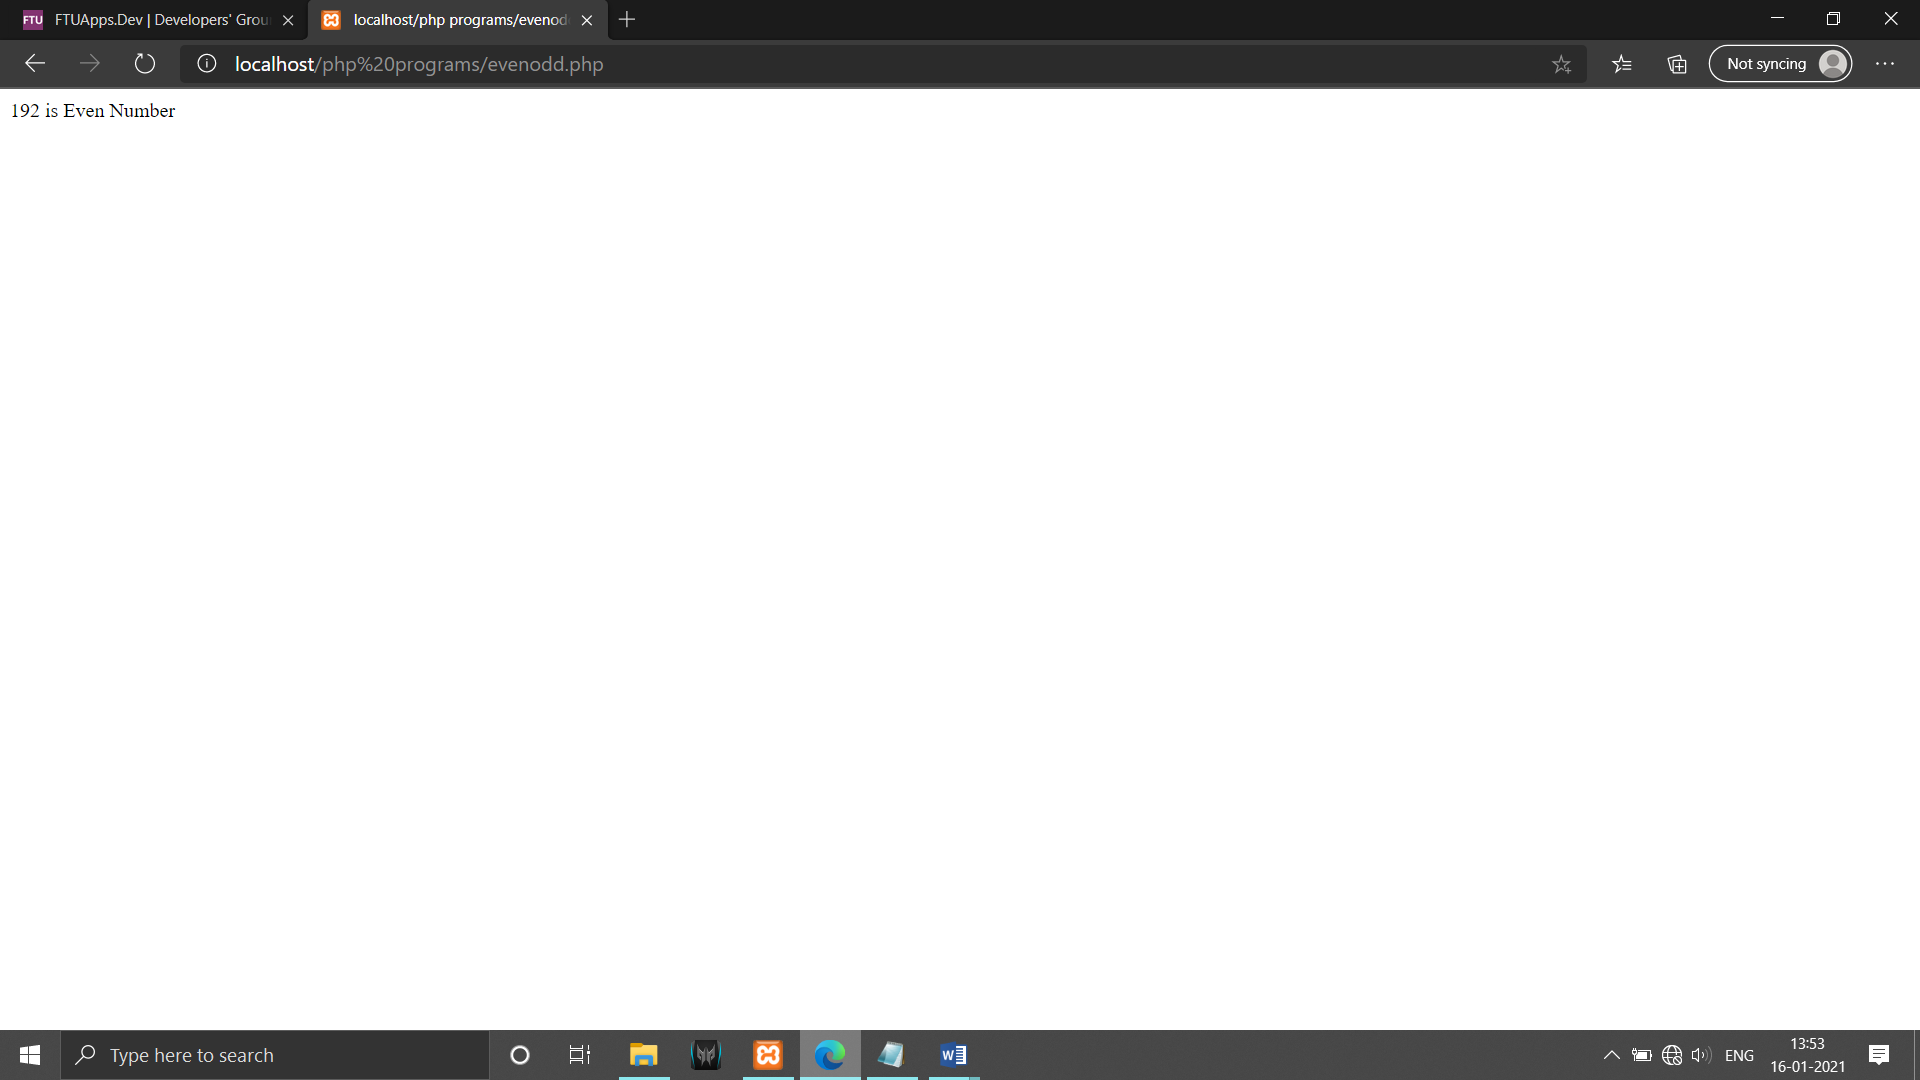 FTU FTUApps.Dev | Developers' Grou
localhost/php programs/evenod
localhost/php%20programs/evenodd.php
Not syncing
192 is Even Number
Type here to search
W
ENG
13:53
16-01-2021